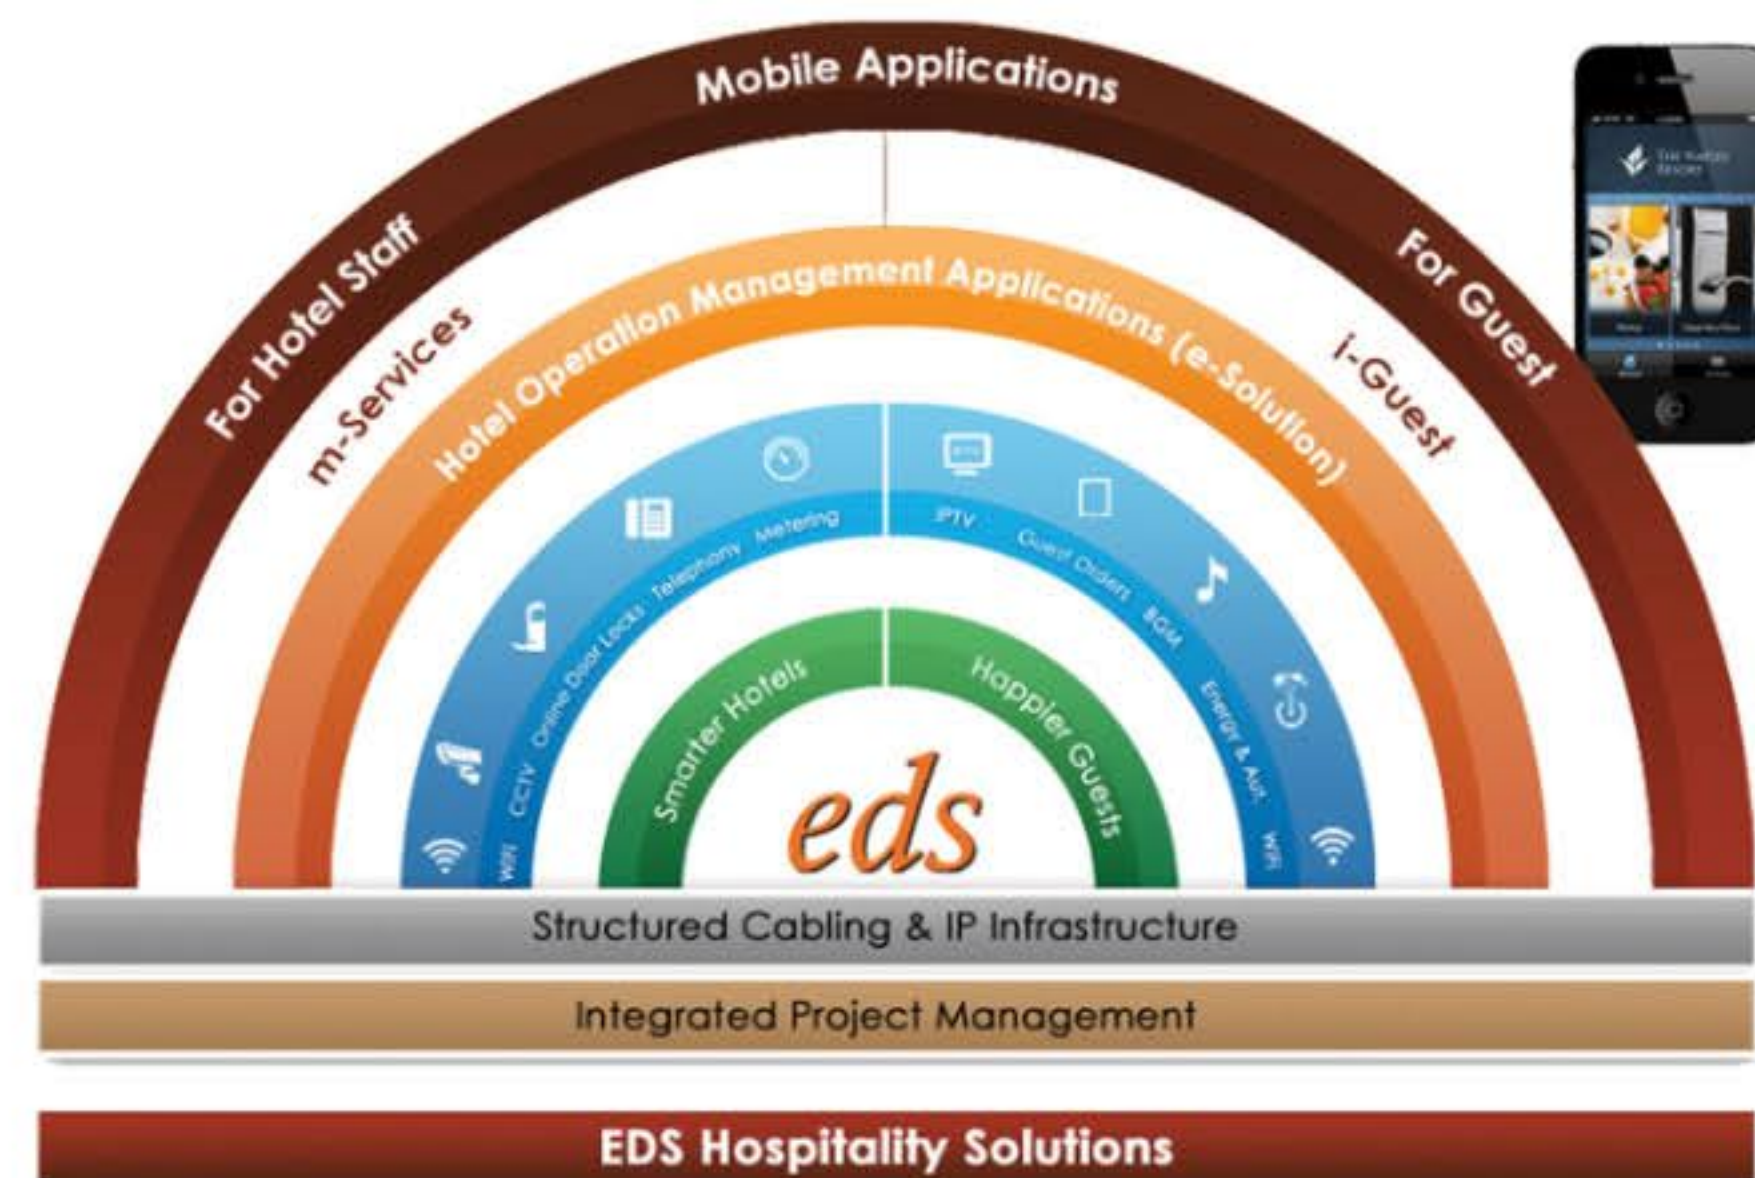 Mobile Applications
For Hotel Staff
For Guest
m-Services
i-Guest
Hotel Operation Management Applications (e-Solution)
WiFi
CCTV
Online Door Locks
Telephony
Metering
IPTV
Guest Orders
BGM
Energy & Aut.
WiFi
Smarter Hotels
Happier Guests
eds
Structured Cabling & IP Infrastructure
Integrated Project Management
EDS Hospitality Solutions